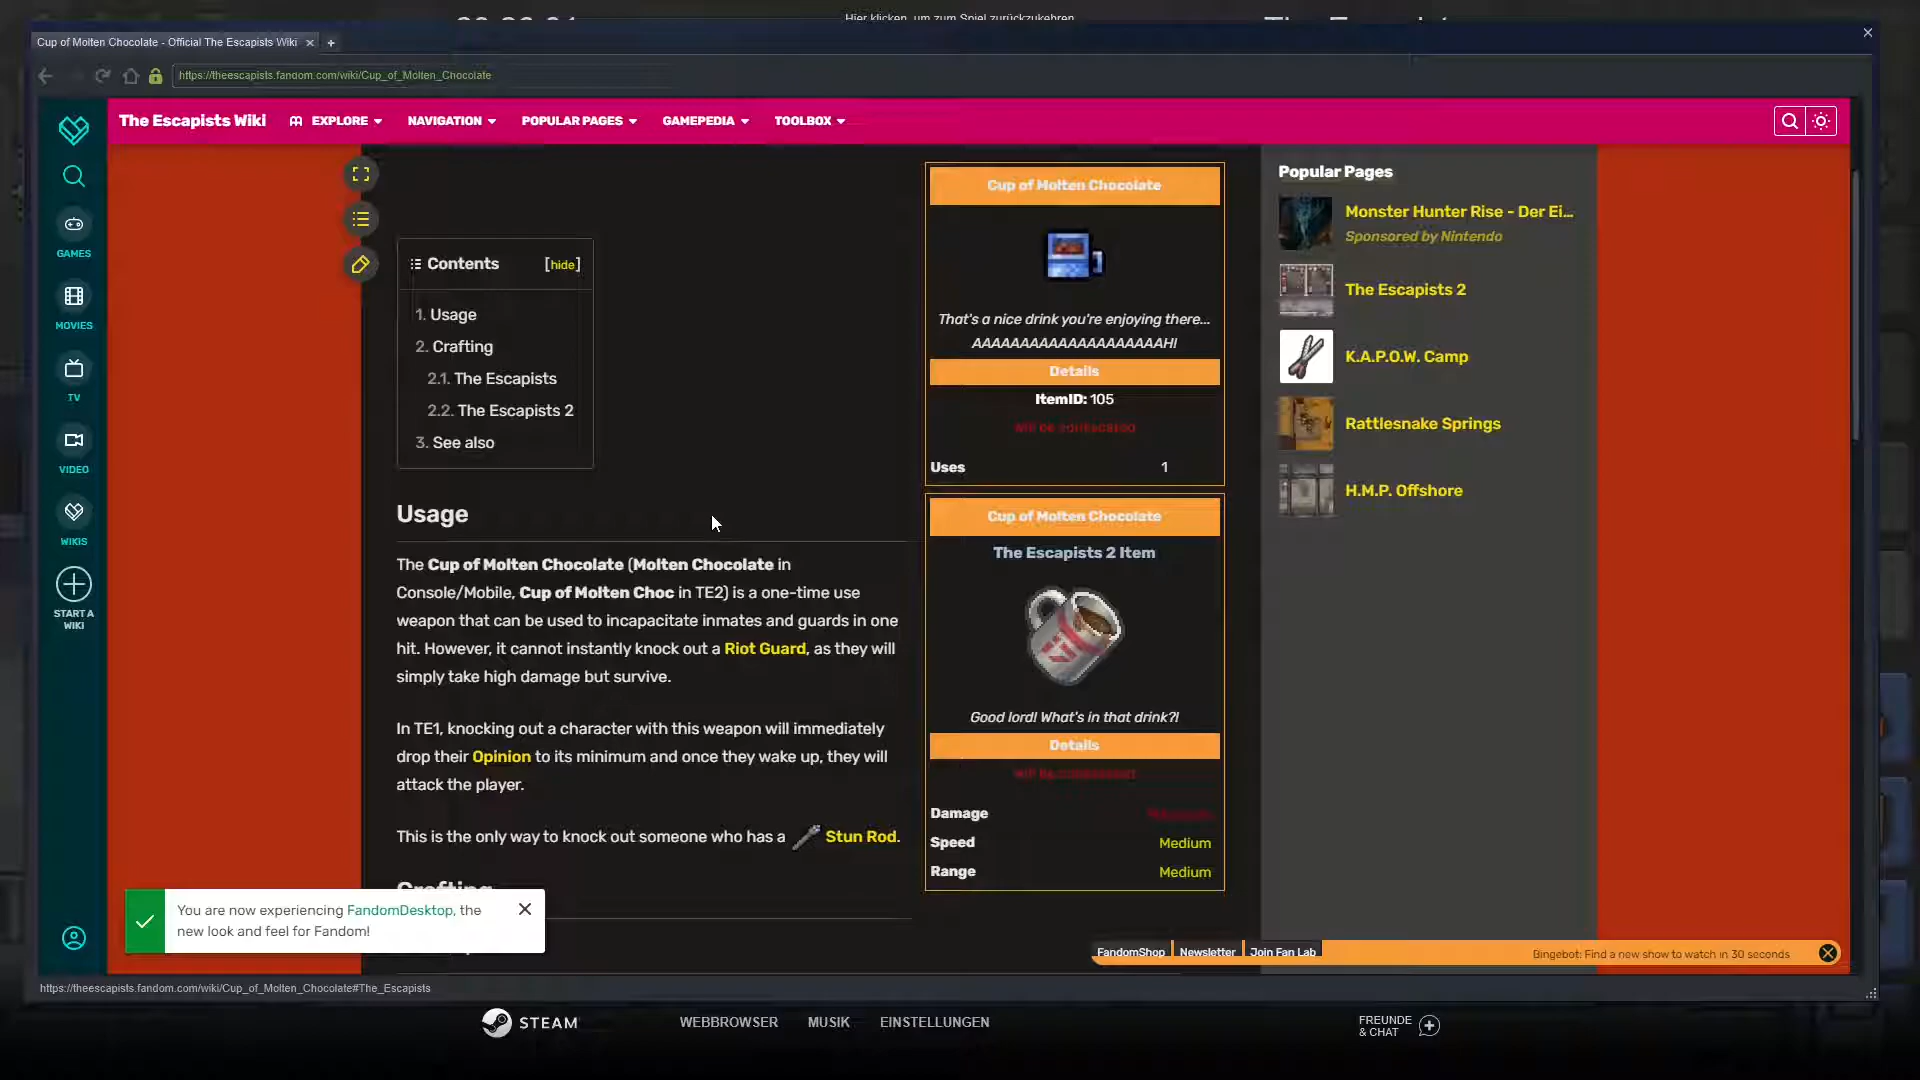 Hier klicken, um zum Spiel zurückzukehren
Cup of Molten Chocolate - Official The Escapists Wiki
https://theescapists.fandom.com/wiki/Cup_of_Molten_Chocolate
The Escapists Wiki
EXPLORE
NAVIGATION
POPULAR PAGES
GAMEPEDIA
TOOLBOX
GAMES
MOVIES
TV
VIDEO
WIKIS
START A
WIKI
Contents [hide]
1. Usage
2. Crafting
2.1. The Escapists
2.2. The Escapists 2
3. See also
Usage
The Cup of Molten Chocolate (Molten Chocolate in
Console/Mobile, Cup of Molten Choc in TE2) is a one-time use
weapon that can be used to incapacitate inmates and guards in one
hit. However, it cannot instantly knock out a Riot Guard, as they will
simply take high damage but survive.
In TE1, knocking out a character with this weapon will immediately
drop their Opinion to its minimum and once they wake up, they will
attack the player.
This is the only way to knock out someone who has a Stun Rod.
Crafting
Cup of Molten Chocolate
That's a nice drink you're enjoying there...
AAAAAAAAAAAAAAAAAAAAH!
Details
ItemID: 105
Uses 1
Cup of Molten Chocolate
The Escapists 2 Item
Good lord! What's in that drink?!
Details
Damage
Speed Medium
Range Medium
Popular Pages
Monster Hunter Rise - Der Ei...
Sponsored by Nintendo
The Escapists 2
K.A.P.O.W. Camp
Rattlesnake Springs
H.M.P. Offshore
You are now experiencing FandomDesktop, the
new look and feel for Fandom!
FandomShop
Newsletter
Join Fan Lab
Bingebot: Find a new show to watch in 30 seconds
https://theescapists.fandom.com/wiki/Cup_of_Molten_Chocolate#The_Escapists
STEAM
WEBBROWSER
MUSIK
EINSTELLUNGEN
FREUNDE
& CHAT